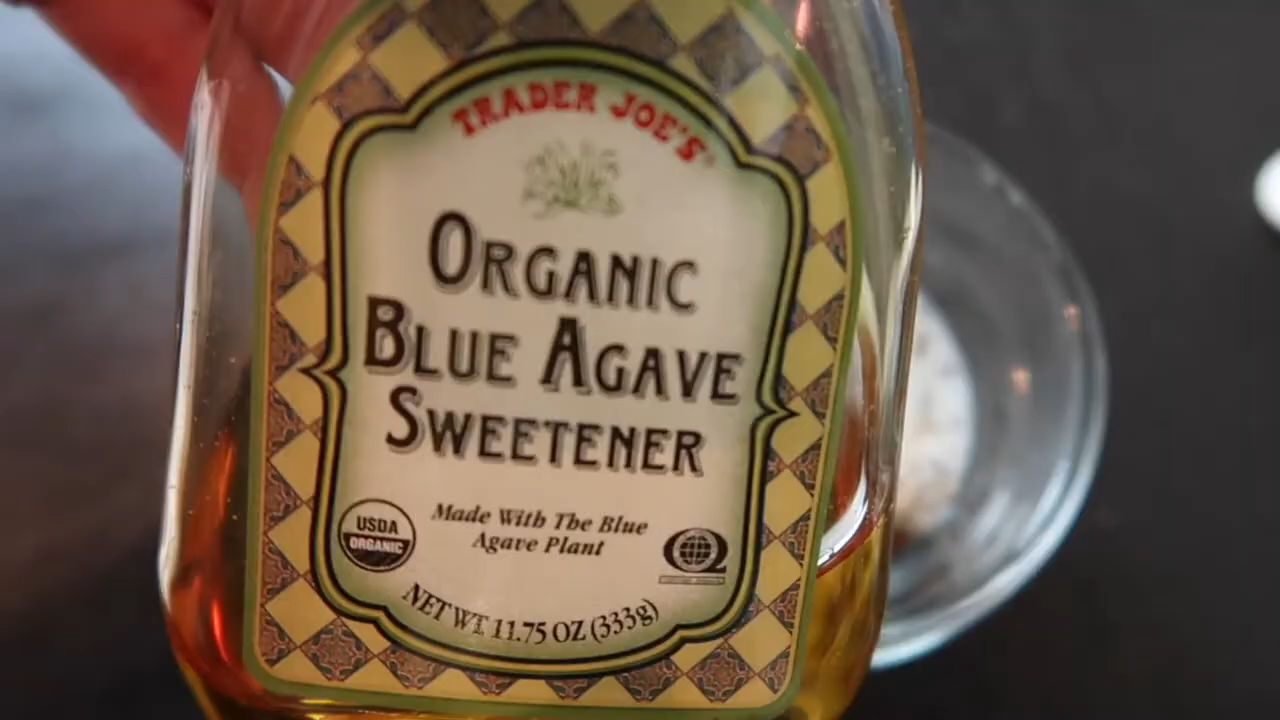 TRADER JOE'S
ORGANIC
BLUE AGAVE
SWEETENER
USDA
ORGANIC
Made With The Blue
Agave Plant
NET WT. 11.75 OZ (333g)